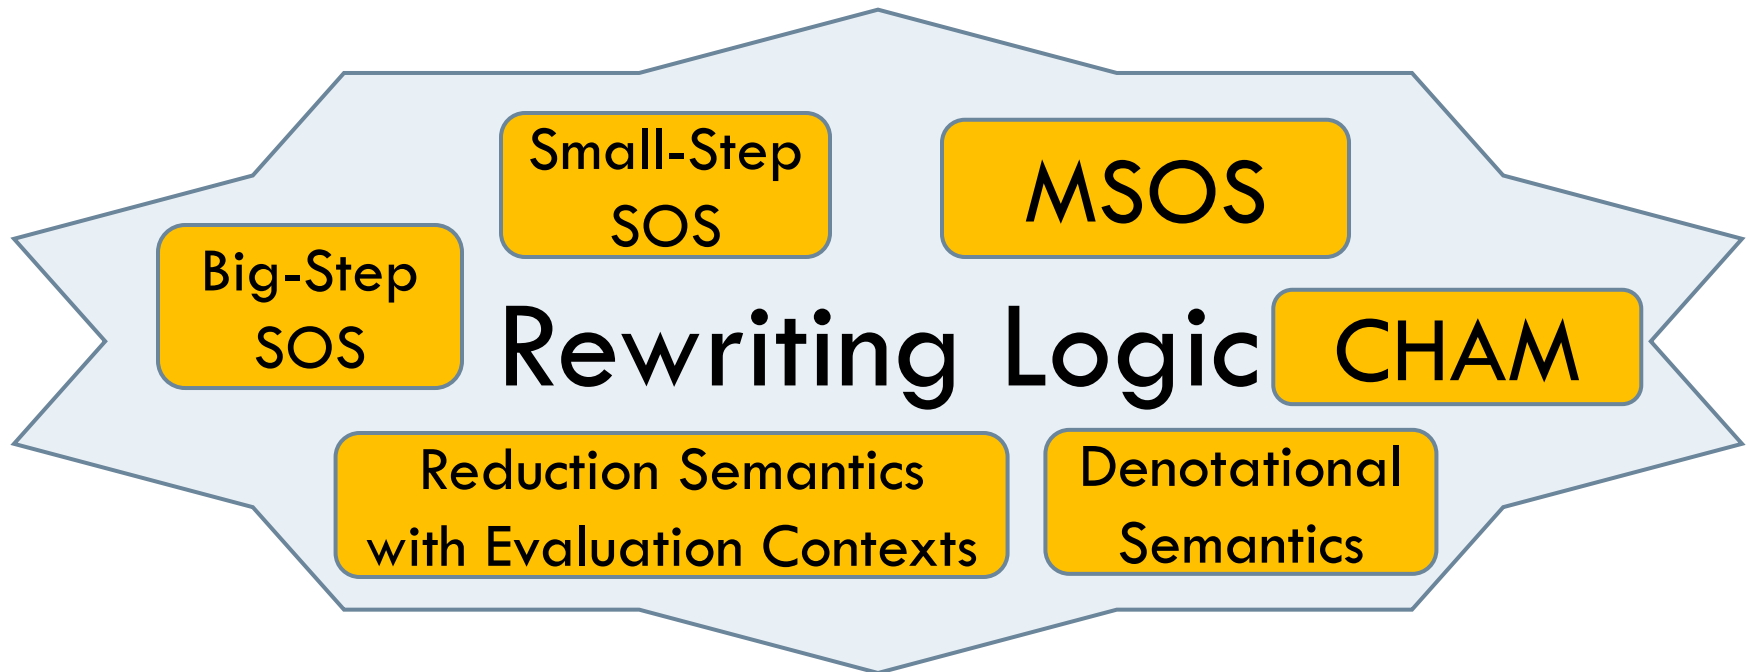 Small-Step
SOS
MSOS
Big-Step
SOS
Rewriting Logic
CHAM
Reduction Semantics
with Evaluation Contexts
Denotational
Semantics